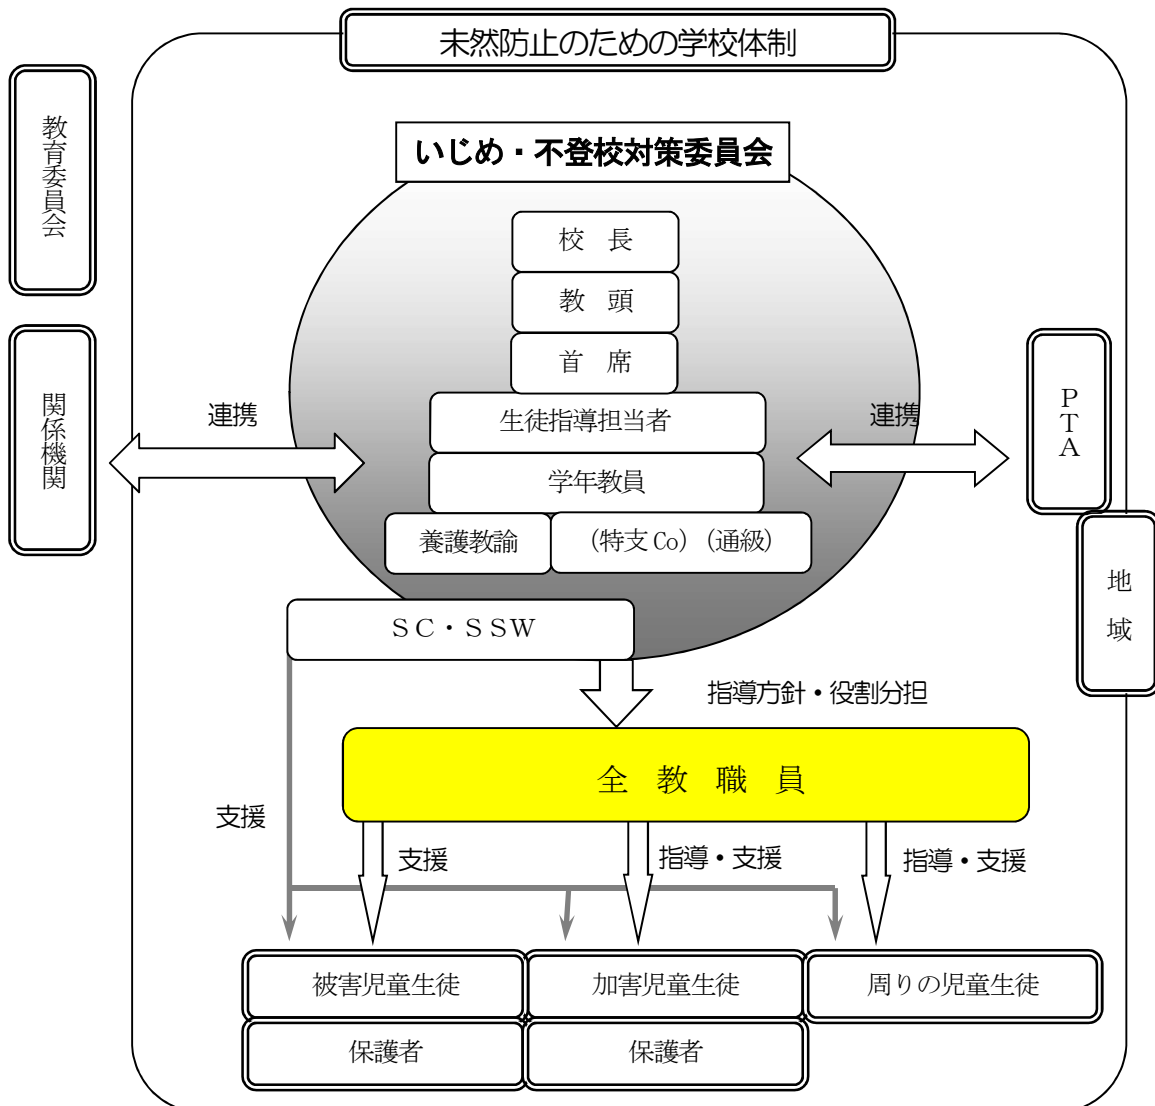 未然防止のための学校体制
教育委員会
いじめ・不登校対策委員会
校　長
教　頭
首　席
関係機関
連携
生徒指導担当者
連携
PTA
学年教員
養護教諭
（特支Co）（通級）
地域
ＳＣ・ＳＳＷ
指導方針・役割分担
全　教　職　員
支援
支援
指導・支援
指導・支援
被害児童生徒
加害児童生徒
周りの児童生徒
保護者
保護者